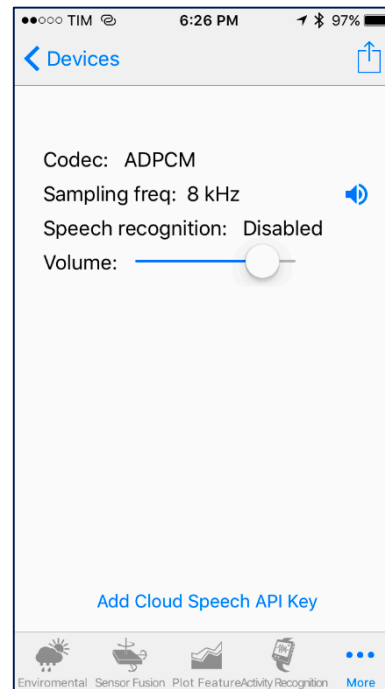 TIM 6:26 PM 97%
Devices
Codec: ADPCM
Sampling freq: 8 kHz
Speech recognition: Disabled
Volume:
Add Cloud Speech API Key
Enviromental Sensor Fusion Plot Feature Activity Recognition More